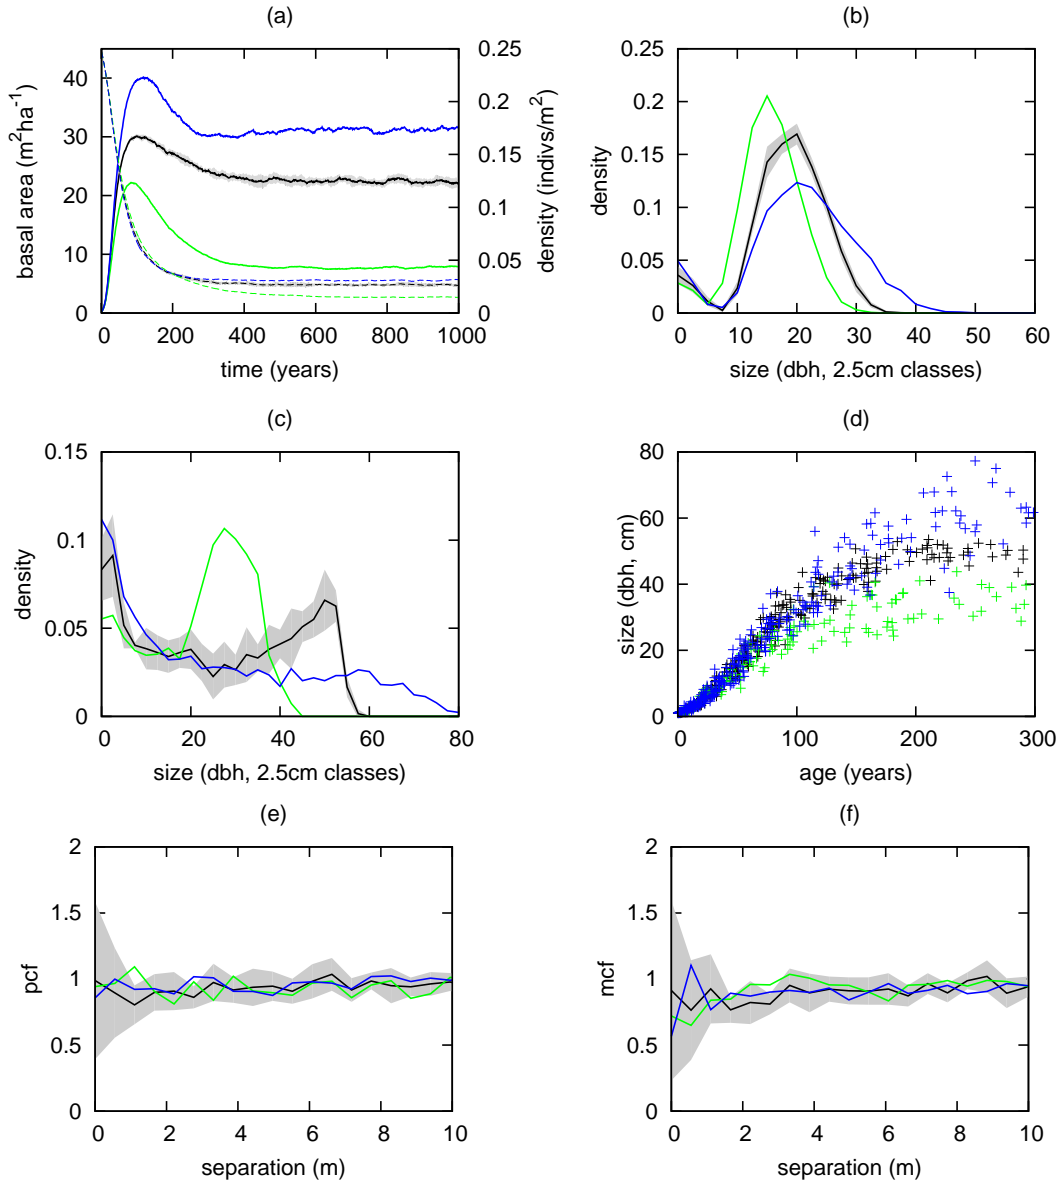 (a)
basal area (m²ha⁻¹)
40
30
20
10
0
0.25
0.2
0.15
0.1
0.05
0
density (indivs/m²)
0 200 400 600 800 1000
time (years)
(b)
density
0.25
0.2
0.15
0.1
0.05
0
0 10 20 30 40 50 60
size (dbh, 2.5cm classes)
(c)
density
0.15
0.1
0.05
0
0 20 40 60 80
size (dbh, 2.5cm classes)
(d)
size (dbh, cm)
80
60
40
20
0
0 100 200 300
age (years)
(e)
pcf
2
1.5
1
0.5
0
0 2 4 6 8 10
separation (m)
(f)
mcf
2
1.5
1
0.5
0
0 2 4 6 8 10
separation (m)